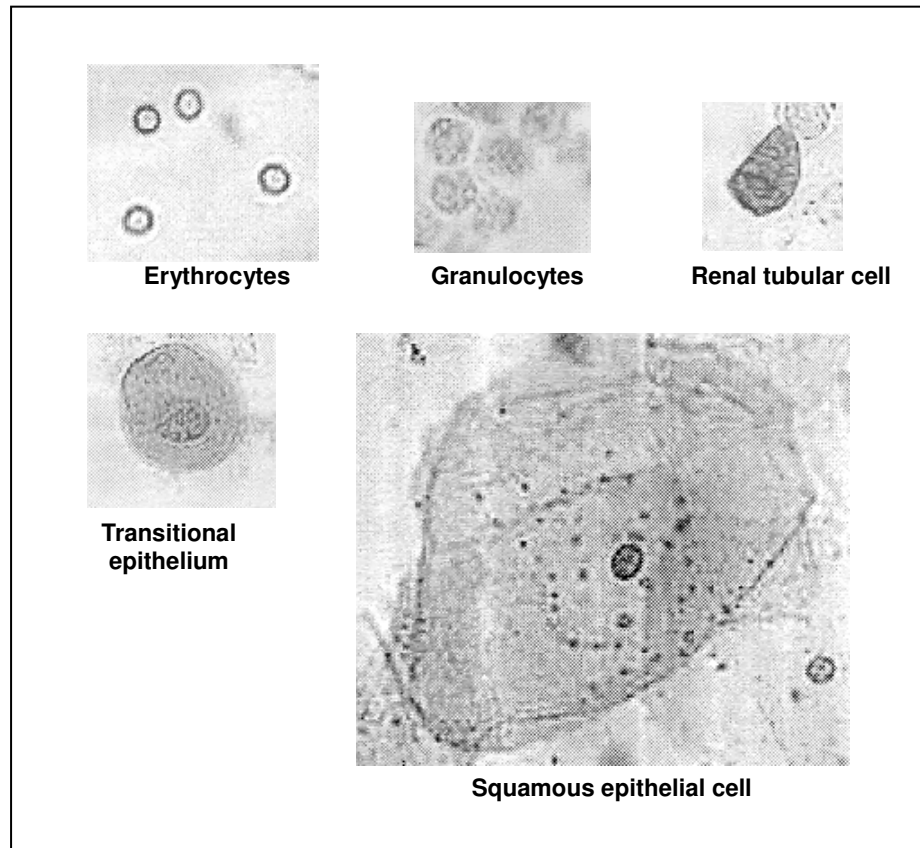 Erythrocytes
Granulocytes
Renal tubular cell
Transitional
epithelium
Squamous epithelial cell